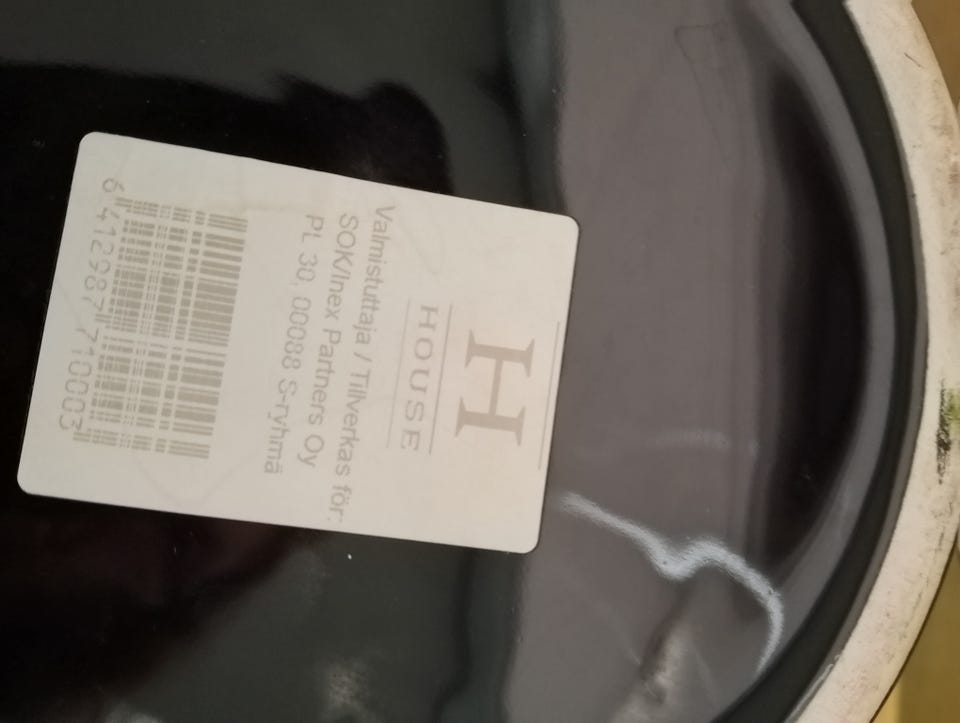 H
HOUSE
Valmistuttaja / Tillverkas för:
SOK/Inex Partners Oy
PL 30, 00088 S-ryhmä
6 412987 710003